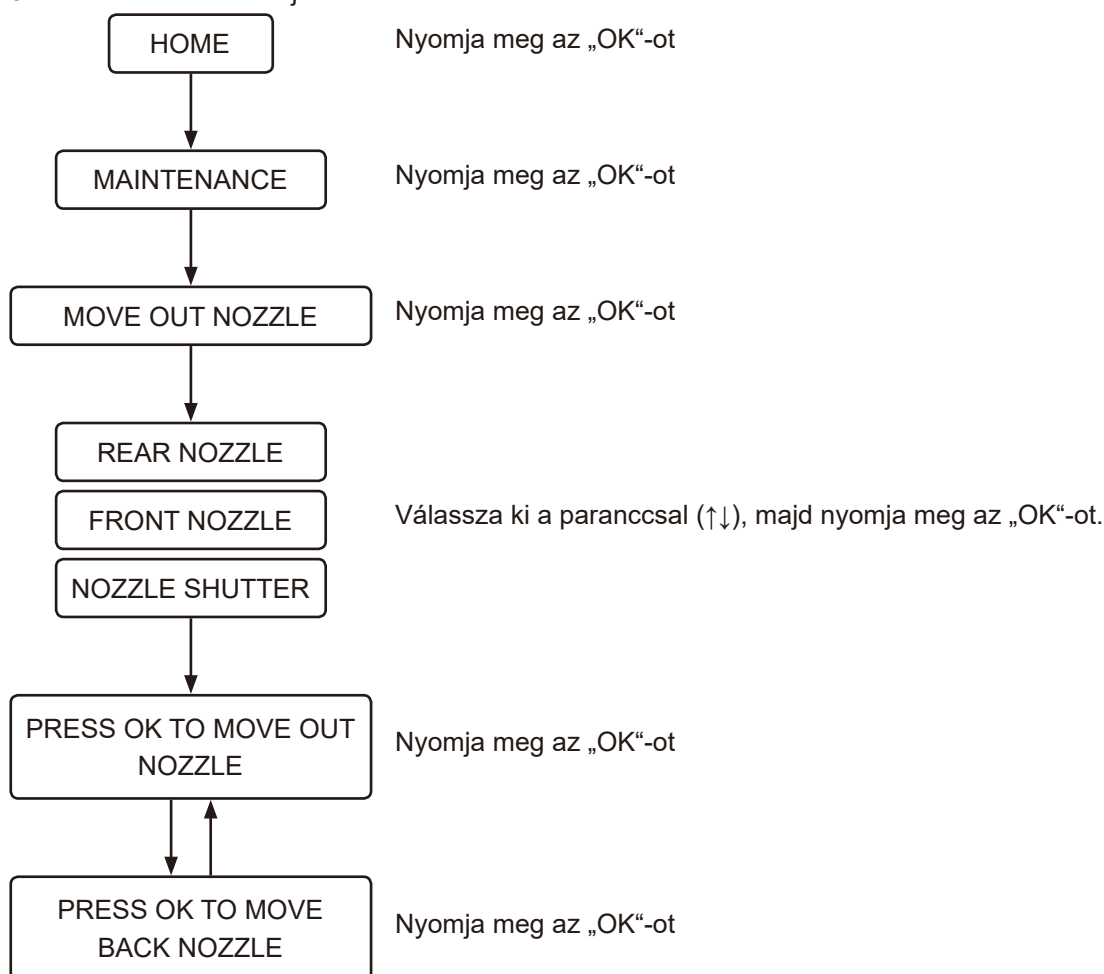 HOME Nyomja meg az „OK“-ot
MAINTENANCE Nyomja meg az „OK“-ot
MOVE OUT NOZZLE Nyomja meg az „OK“-ot
REAR NOZZLE
FRONT NOZZLE Válassza ki a paranccsal (↑↓), majd nyomja meg az „OK“-ot.
NOZZLE SHUTTER
PRESS OK TO MOVE OUT
NOZZLE
Nyomja meg az „OK“-ot
PRESS OK TO MOVE
BACK NOZZLE
Nyomja meg az „OK“-ot